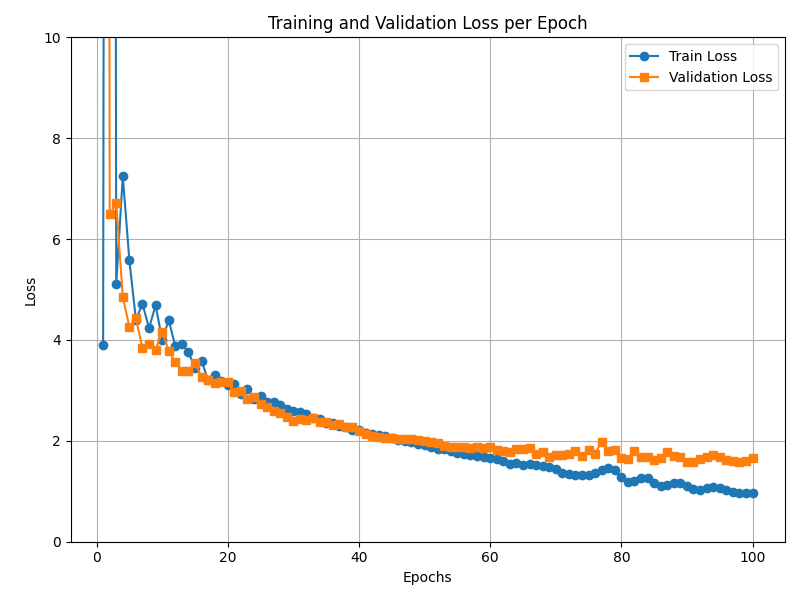 Training and Validation Loss per Epoch
Train Loss
Validation Loss
10
8
6
4
2
0
Loss
0 20 40 60 80 100
Epochs